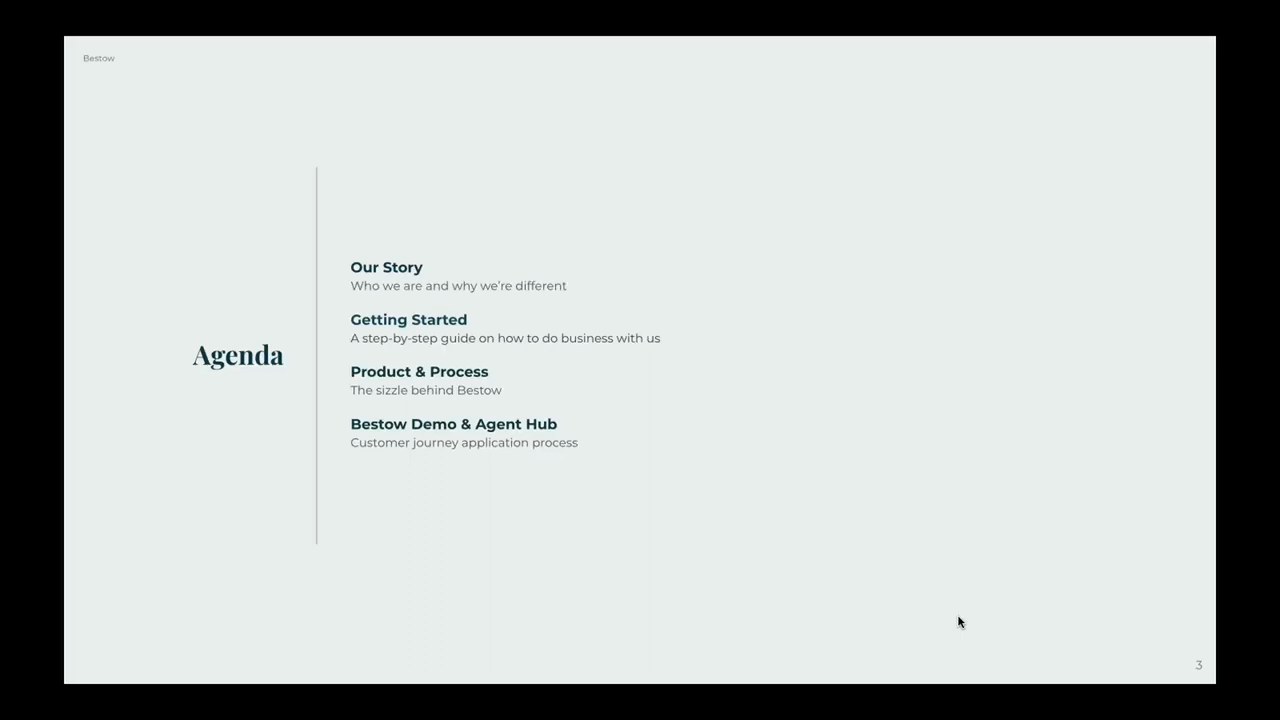 Bestow
Agenda
Our Story
Who we are and why we're different
Getting Started
A step-by-step guide on how to do business with us
Product & Process
The sizzle behind Bestow
Bestow Demo & Agent Hub
Customer journey application process
3